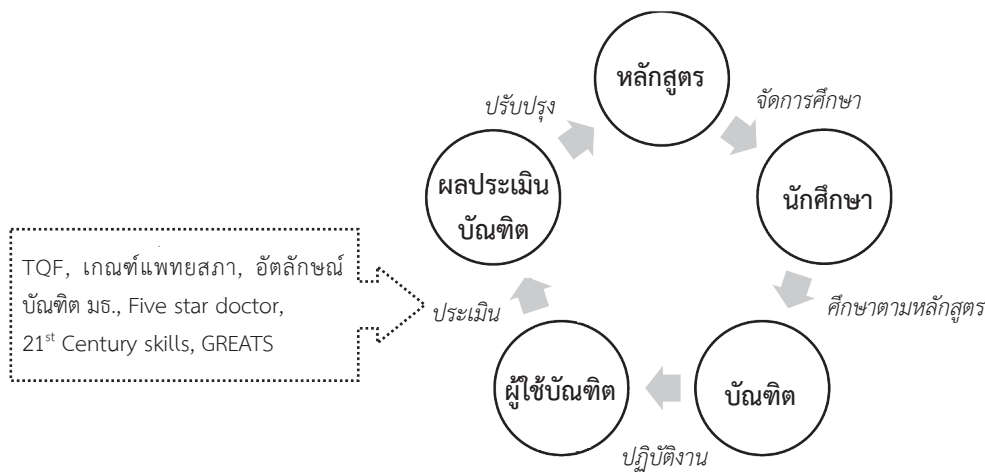 หลักสูตร
จัดการศึกษา
นักศึกษา
ศึกษาตามหลักสูตร
บัณฑิต
ปฏิบัติงาน
ผู้ใช้บัณฑิต
ประเมิน
ผลประเมิน
บัณฑิต
ปรับปรุง
TQF, เกณฑ์แพทยสภา, อัตลักษณ์
บัณฑิต มธ., Five star doctor,
21st Century skills, GREATS